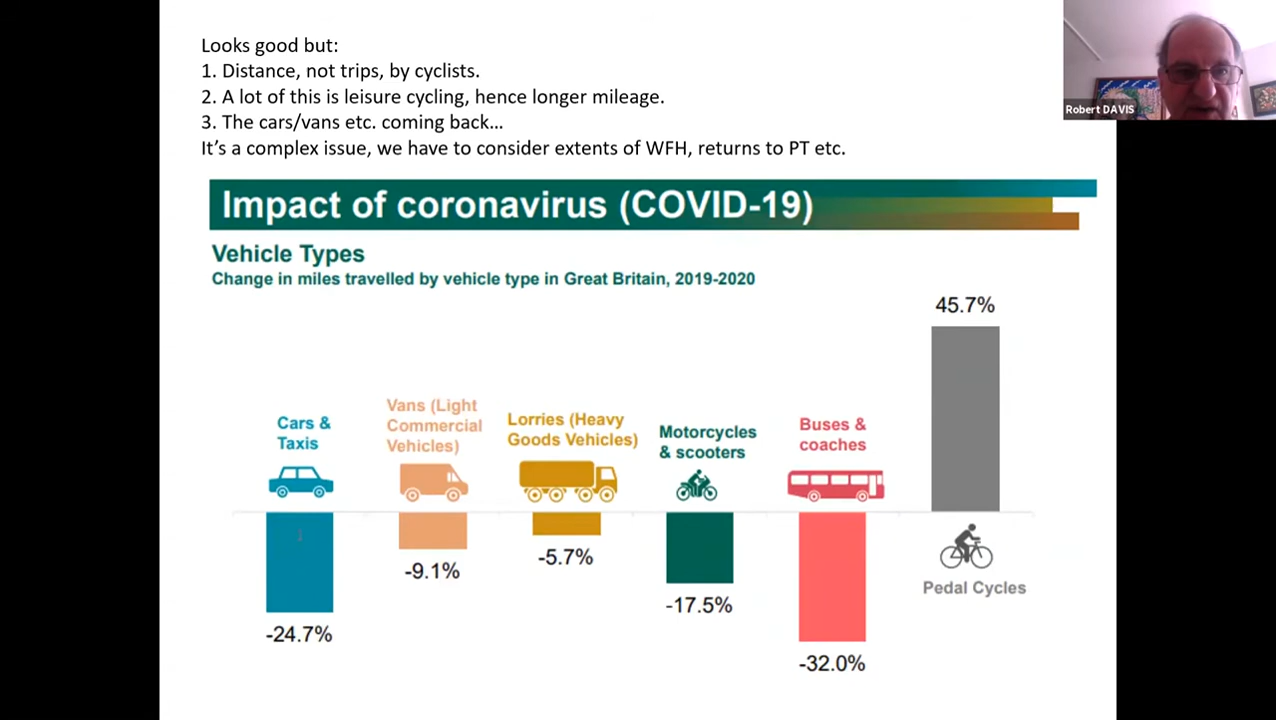 Looks good but:
1. Distance, not trips, by cyclists.
2. A lot of this is leisure cycling, hence longer mileage.
3. The cars/vans etc. coming back...
It's a complex issue, we have to consider extents of WFH, returns to PT etc.
Robert DAVIS
Impact of coronavirus (COVID-19)
Vehicle Types
Change in miles travelled by vehicle type in Great Britain, 2019-2020
45.7%
Cars &
Taxis
Vans (Light
Commercial
Vehicles)
Lorries (Heavy
Goods Vehicles)
Motorcycles
& scooters
Buses &
coaches
Pedal Cycles
-24.7%
-9.1%
-5.7%
-17.5%
-32.0%